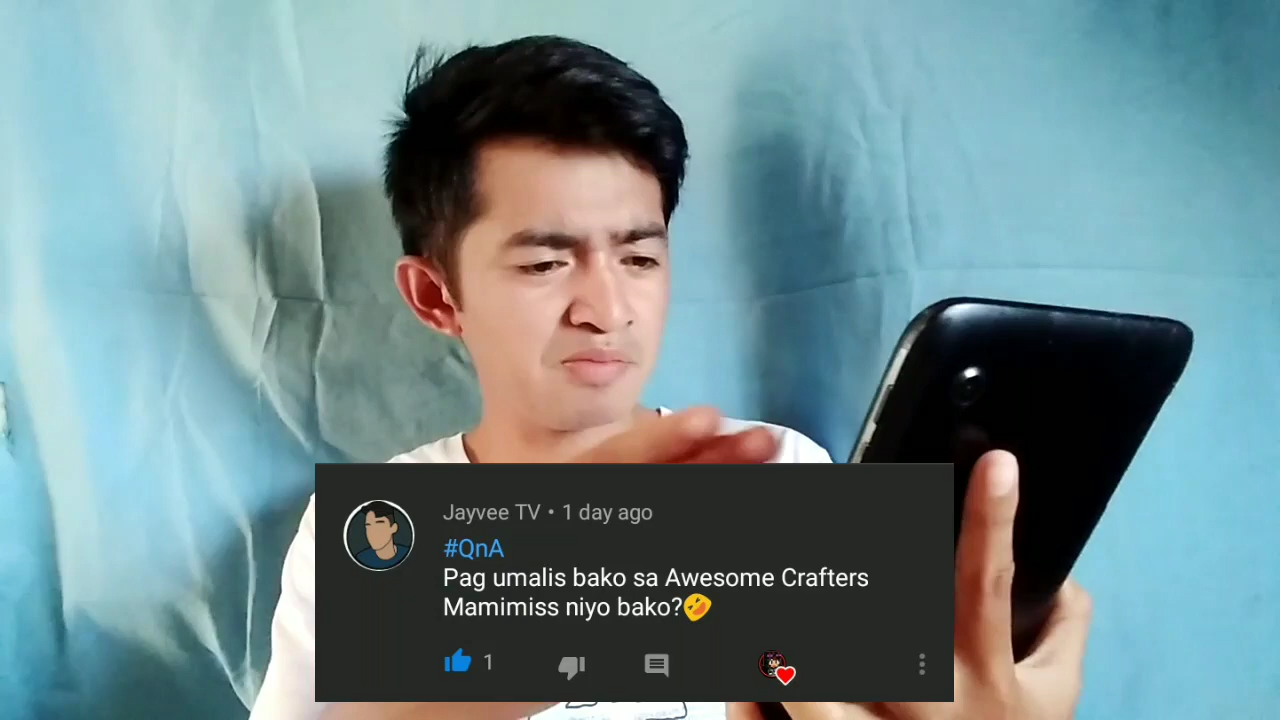 Jayvee TV • 1 day ago
#QnA
Pag umalis bako sa Awesome Crafters
Mamimiss niyo bako?🤣
1